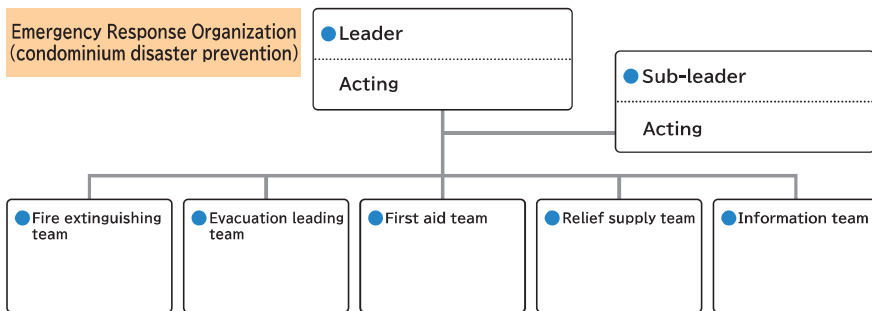 Emergency Response Organization
(condominium disaster prevention)
Leader
Acting
Sub-leader
Acting
Fire extinguishing
team
Evacuation leading
team
First aid team
Relief supply team
Information team